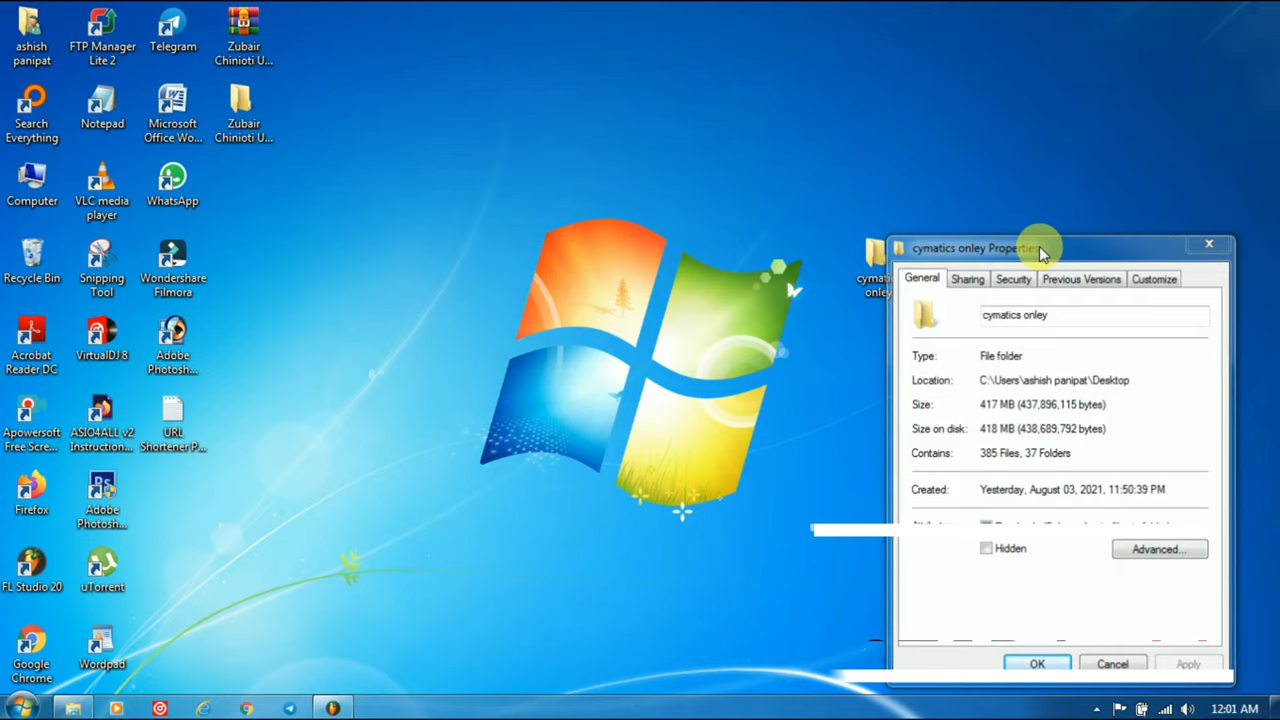 ashish
panipat
FTP Manager
Lite 2
Telegram
Zubair
Chinioti U...
Search
Everything
Notepad
Microsoft
Office Wo...
Zubair
Chinioti U...
Computer
VLC media
player
WhatsApp
Recycle Bin
Snipping
Tool
Wondershare
Filmora
Acrobat
Reader DC
VirtualDJ 8
Adobe
Photosh...
Apowersoft
Free Scre...
ASIO4ALL v2
Instruction...
URL
Shortener P...
Firefox
Adobe
Photosh...
FL Studio 20
uTorrent
Google
Chrome
Wordpad
cymati
onley
cymatics onley Properties
General
Sharing
Security
Previous Versions
Customize
cymatics onley
Type: File folder
Location: C:\Users\ashish panipat\Desktop
Size: 417 MB (437,896,115 bytes)
Size on disk: 418 MB (438,689,792 bytes)
Contains: 385 Files, 37 Folders
Created: Yesterday, August 03, 2021, 11:50:39 PM
Hidden
Advanced...
OK
Cancel
Apply
12:01 AM